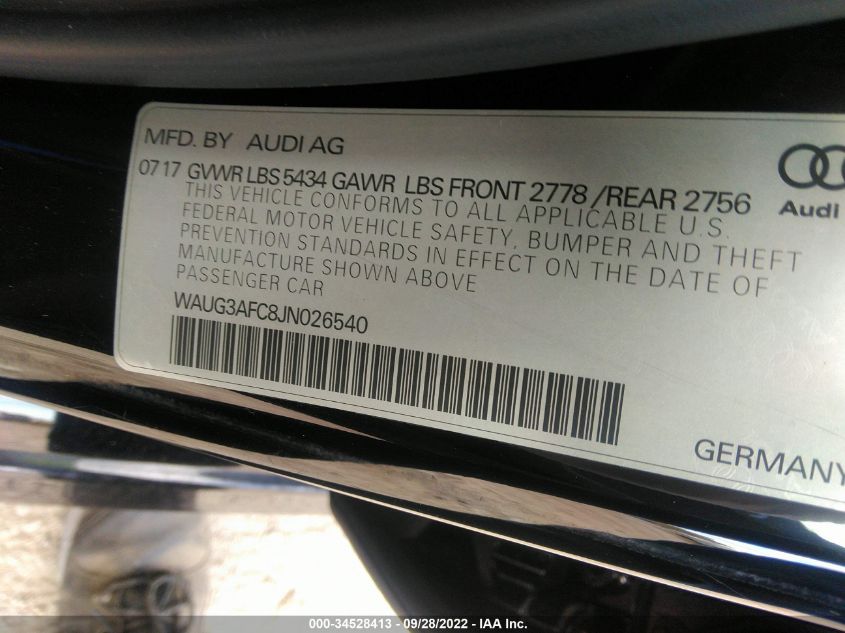 MFD. BY AUDI AG
07 17 GVWR LBS 5434 GAWR LBS FRONT 2778 /REAR 2756
THIS VEHICLE CONFORMS TO ALL APPLICABLE U.S.
FEDERAL MOTOR VEHICLE SAFETY, BUMPER AND THEFT
PREVENTION STANDARDS IN EFFECT ON THE DATE OF
MANUFACTURE SHOWN ABOVE
PASSENGER CAR
WAUG3AFC8JN026540
Audi
GERMANY
000-34528413 - 09/28/2022 - IAA Inc.